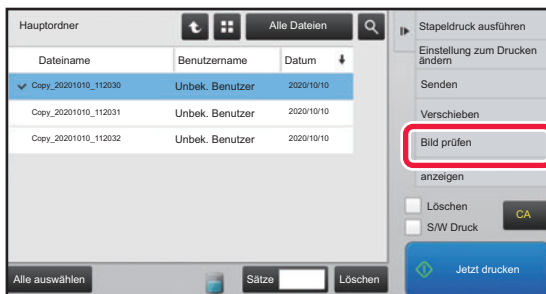 Hauptordner
Alle Dateien
Dateiname Benutzername Datum
Copy_20201010_112030 Unbek. Benutzer 2020/10/10
Copy_20201010_112031 Unbek. Benutzer 2020/10/10
Copy_20201010_112032 Unbek. Benutzer 2020/10/10
Alle auswählen
Sätze
Löschen
Stapeldruck ausführen
Einstellung zum Drucken
ändern
Senden
Verschieben
Bild prüfen
anzeigen
Löschen
S/W Druck
CA
Jetzt drucken